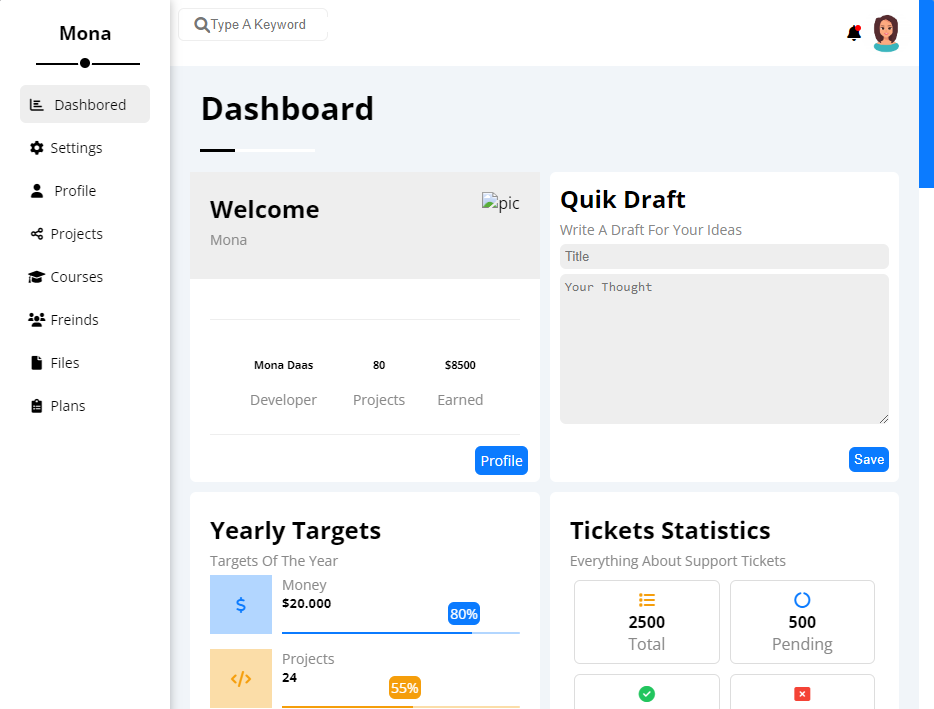 Mona
Dashbored
Settings
Profile
Projects
Courses
Freinds
Files
Plans
Type A Keyword
Dashboard
Welcome
Mona
pic
Mona Daas
80
$8500
Developer
Projects
Earned
Profile
Quik Draft
Write A Draft For Your Ideas
Title
Your Thought
Save
Yearly Targets
Targets Of The Year
$
Money
$20.000
80%
</>
Projects
24
55%
Tickets Statistics
Everything About Support Tickets
2500
Total
500
Pending